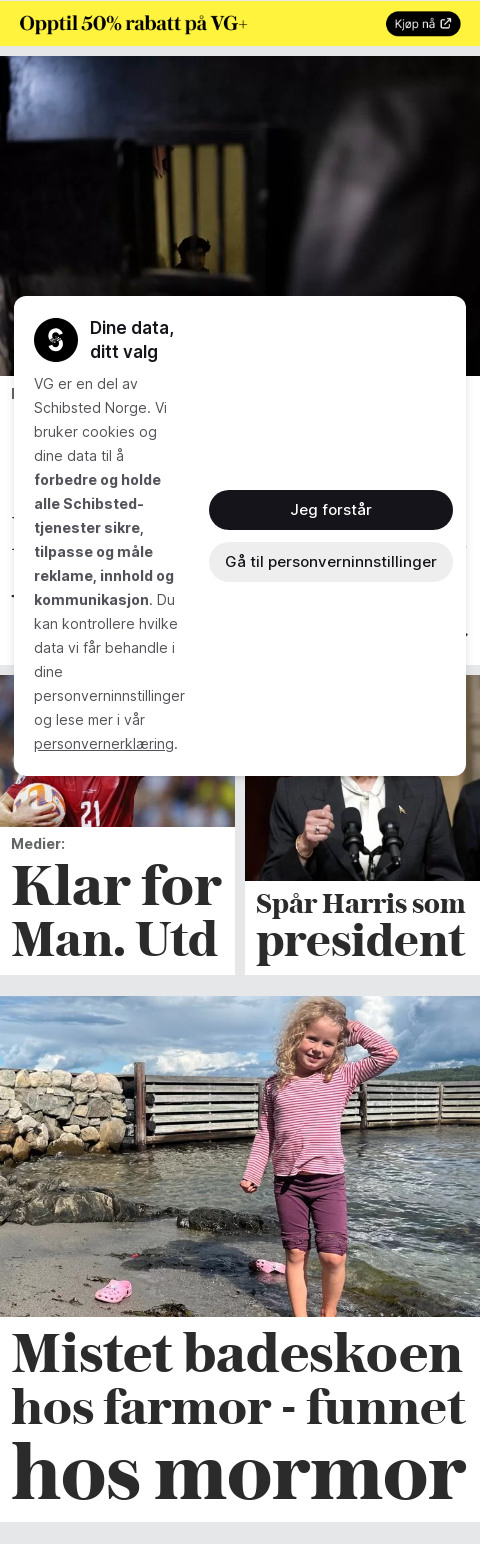 Opptil 50% rabatt på VG+
Kjøp nå
Dine data,
ditt valg
VG er en del av
Schibsted Norge. Vi
bruker cookies og
dine data til å
forbedre og holde
alle Schibsted-
tjenester sikre,
tilpasse og måle
reklame, innhold og
kommunikasjon. Du
kan kontrollere hvilke
data vi får behandle i
dine
personverninnstillinger
og lese mer i vår
personvernerklæring.
Jeg forstår
Gå til personverninnstillinger
21
Medier:
Klar for
Man. Utd
Spår Harris som
president
Mistet badeskoen
hos farmor - funnet
hos mormor